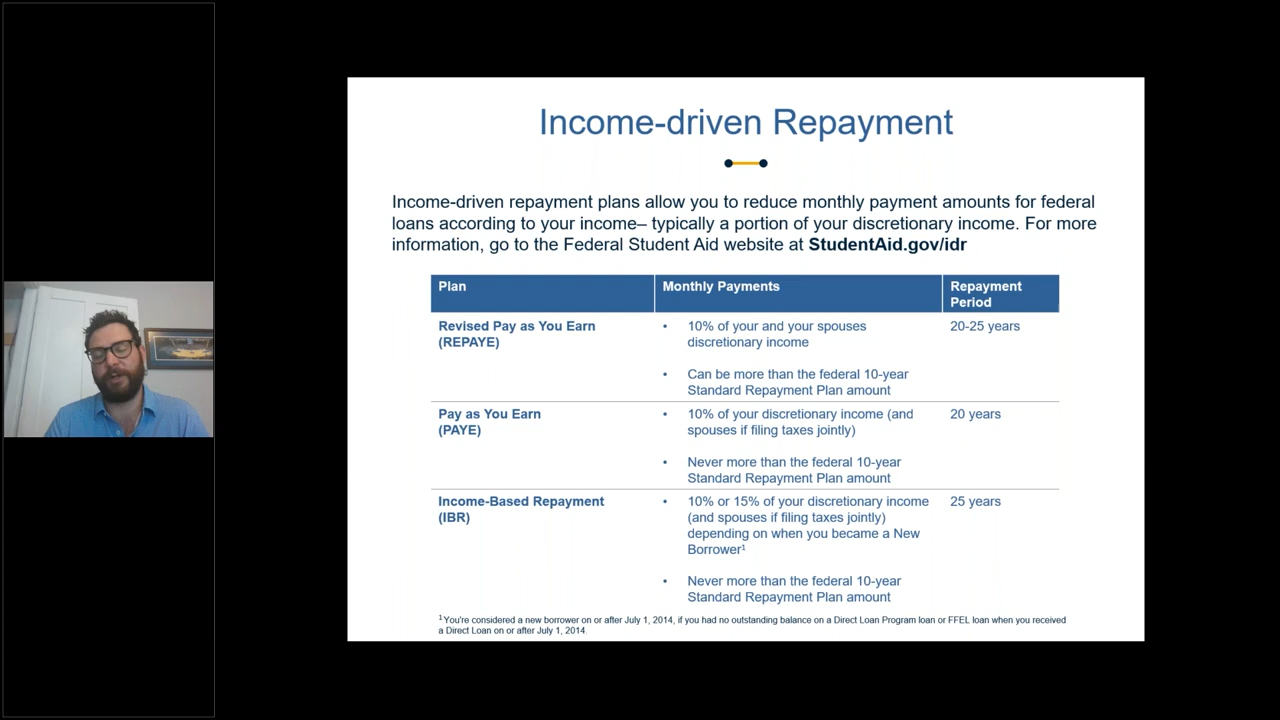 Income-driven Repayment
Income-driven repayment plans allow you to reduce monthly payment amounts for federal
loans according to your income– typically a portion of your discretionary income. For more
information, go to the Federal Student Aid website at StudentAid.gov/idr
Plan
Monthly Payments
Repayment
Period
Revised Pay as You Earn
(REPAYE)
• 10% of your and your spouses
discretionary income
• Can be more than the federal 10-year
Standard Repayment Plan amount
20-25 years
Pay as You Earn
(PAYE)
• 10% of your discretionary income (and
spouses if filing taxes jointly)
• Never more than the federal 10-year
Standard Repayment Plan amount
20 years
Income-Based Repayment
(IBR)
• 10% or 15% of your discretionary income
(and spouses if filing taxes jointly)
depending on when you became a New
Borrower¹
• Never more than the federal 10-year
Standard Repayment Plan amount
25 years
¹You're considered a new borrower on or after July 1, 2014, if you had no outstanding balance on a Direct Loan Program loan or FFEL loan when you received
a Direct Loan on or after July 1, 2014.